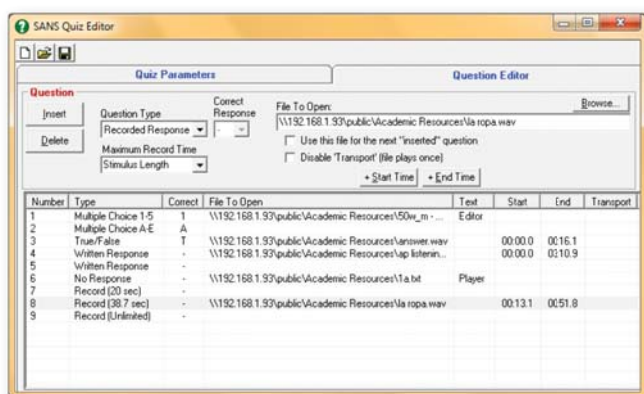 SANS Quiz Editor
Quiz Parameters Question Editor
Question
Insert
Delete
Question Type
Recorded Response
Correct Response
-
Maximum Record Time
Stimulus Length
File To Open:
Browse...
\\192.168.1.93\public\Academic Resources\la ropa.wav
Use this file for the next "inserted" question
Disable 'Transport' (file plays once)
+ Start Time + End Time
Number Type Correct File To Open Text Start End Transport
1 Multiple Choice 1-5 1 \\192.168.1.93\public\Academic Resources\50w_m - ... Editor
2 Multiple Choice A-E A
3 True/False T \\192.168.1.93\public\Academic Resources\answer.wav 00:00.0 00:16.1
4 Written Response - \\192.168.1.93\public\Academic Resources\ap listenin... 00:00.0 03:10.9
5 Written Response -
6 No Response - \\192.168.1.93\public\Academic Resources\1a.txt Player
7 Record (20 sec) -
8 Record (38.7 sec) - \\192.168.1.93\public\Academic Resources\la ropa.wav 00:13.1 00:51.8
9 Record (Unlimited) -